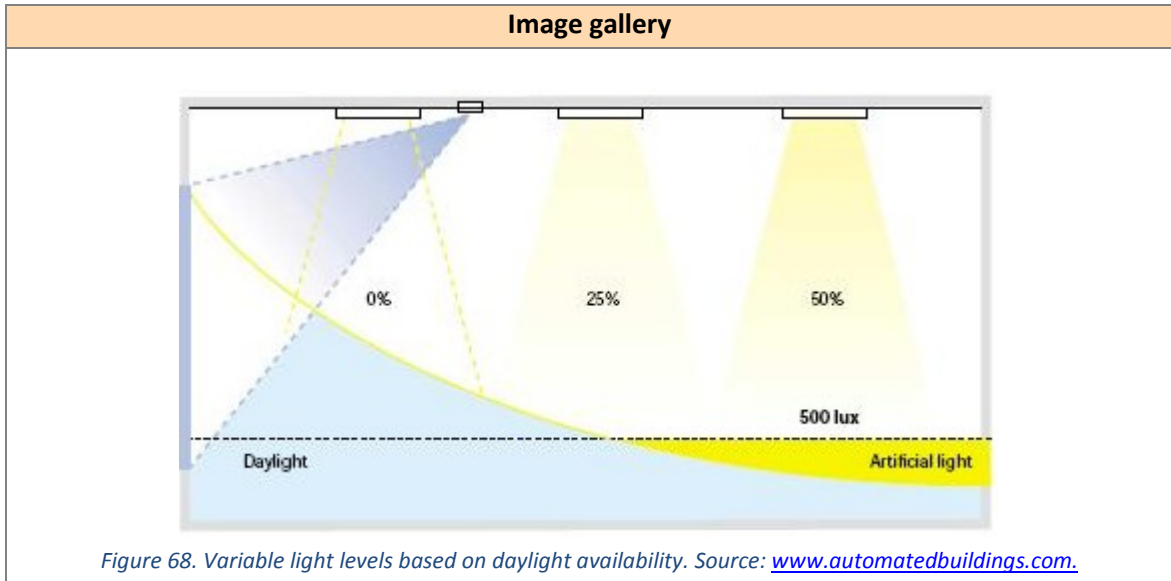 Image gallery
0%
25%
50%
500 lux
Daylight
Artificial light
Figure 68. Variable light levels based on daylight availability. Source: www.automatedbuildings.com.